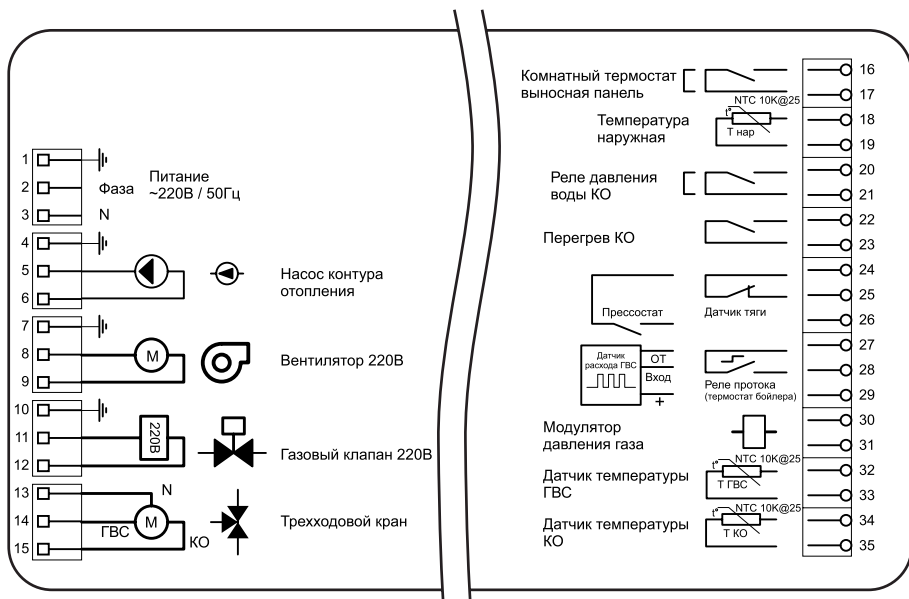 1
2
3
Фаза
N
Питание
~220В / 50Гц
4
5
6
Насос контура
отопления
7
8
9
M
Вентилятор 220В
10
11
12
220В
Газовый клапан 220В
13
14
15
N
ГВС
M
КО
Трехходовой кран
Комнатный термостат
выносная панель
16
17
Температура
наружная
NTC 10K@25
t°
Т нар
18
19
Реле давления
воды КО
20
21
Перегрев КО
22
23
Прессостат
Датчик тяги
24
25
26
Датчик
расхода ГВС
ОТ
Вход
+
Реле протока
(термостат бойлера)
27
28
29
Модулятор
давления газа
30
31
Датчик температуры
ГВС
NTC 10K@25
t°
Т ГВС
32
33
Датчик температуры
КО
NTC 10K@25
t°
Т КО
34
35